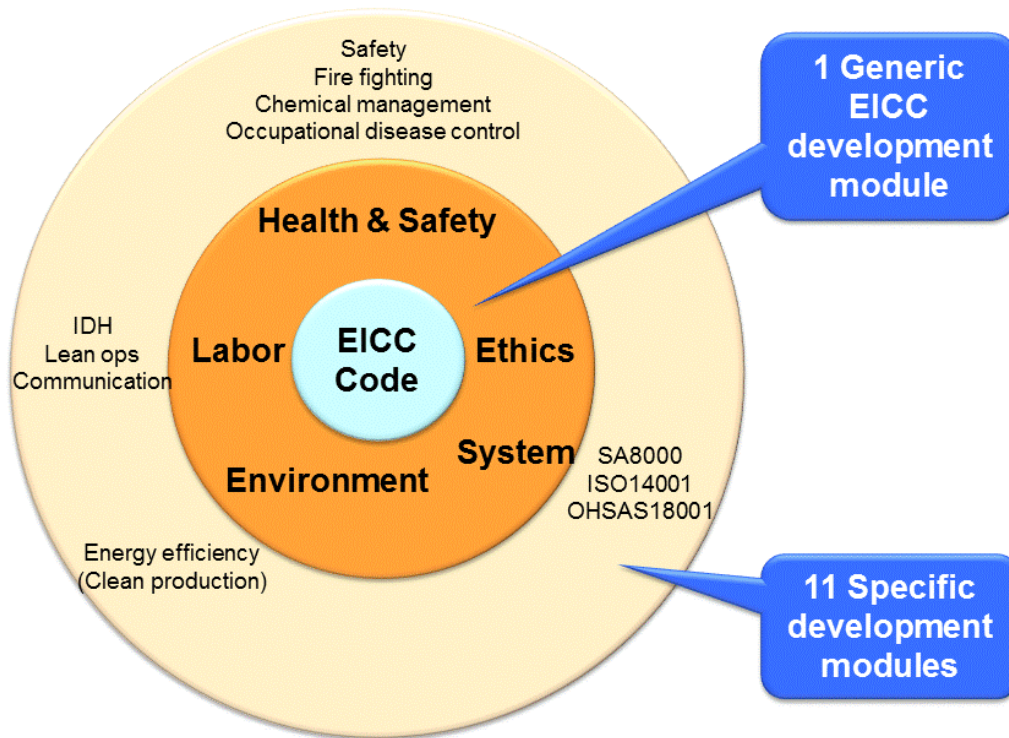 Safety
Fire fighting
Chemical management
Occupational disease control
1 Generic
EICC
development
module
Health & Safety
IDH
Lean ops
Communication
Labor
EICC
Code
Ethics
System
Environment
SA8000
ISO14001
OHSAS18001
Energy efficiency
(Clean production)
11 Specific
development
modules